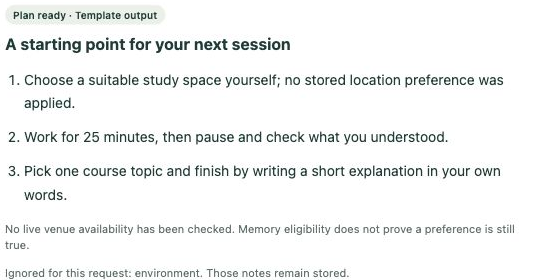 Plan ready · Template output
A starting point for your next session
1. Choose a suitable study space yourself; no stored location preference was
applied.
2. Work for 25 minutes, then pause and check what you understood.
3. Pick one course topic and finish by writing a short explanation in your own
words.
No live venue availability has been checked. Memory eligibility does not prove a preference is still
true.
Ignored for this request: environment. Those notes remain stored.